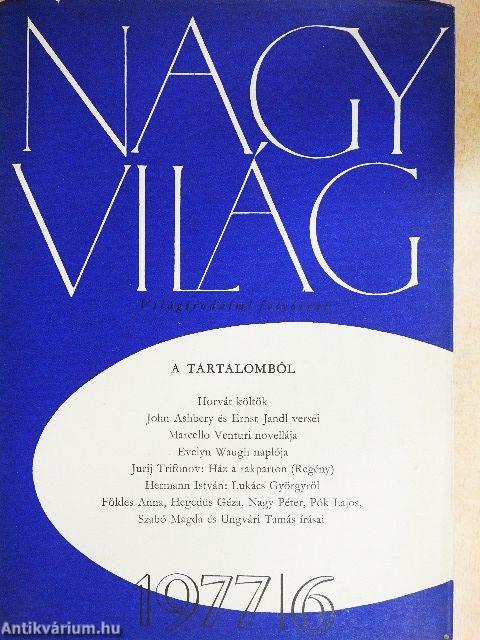 NAGY
VILÁG
Világirodalmi folyóirat
A TARTALOMBÓL
Horvát költők
John Ashbery és Ernst Jandl versei
Marcello Venturi novellája
Evelyn Waugh naplója
Jurij Trifonov: Ház a rakparton (Regény)
Hermann István: Lukács Györgyről
Földes Anna, Hegedüs Géza, Nagy Péter, Pók Lajos,
Szabó Magda és Ungvári Tamás írásai
1977/6
Antikvárium.hu